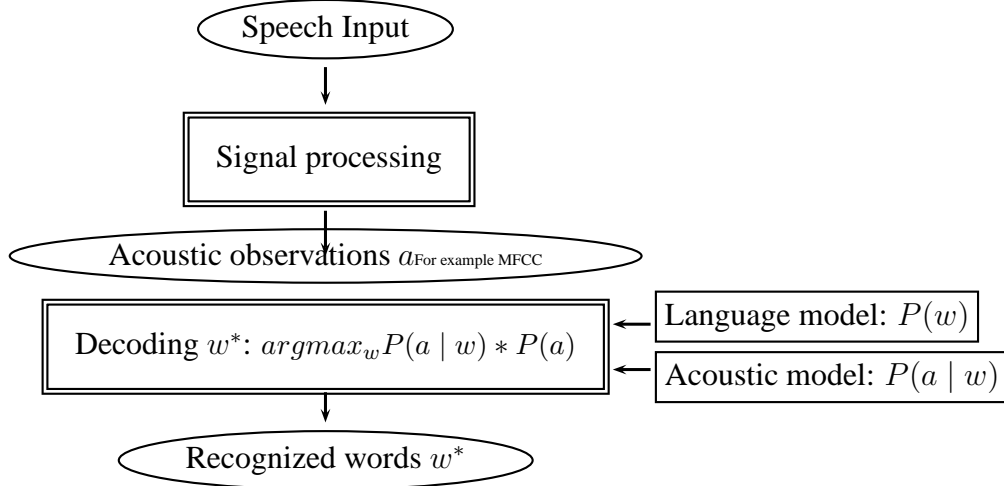 Speech Input
Signal processing
Acoustic observations a For example MFCC
Language model: P(w)
Decoding w*: argmax_w P(a | w) * P(a)
Acoustic model: P(a | w)
Recognized words w*